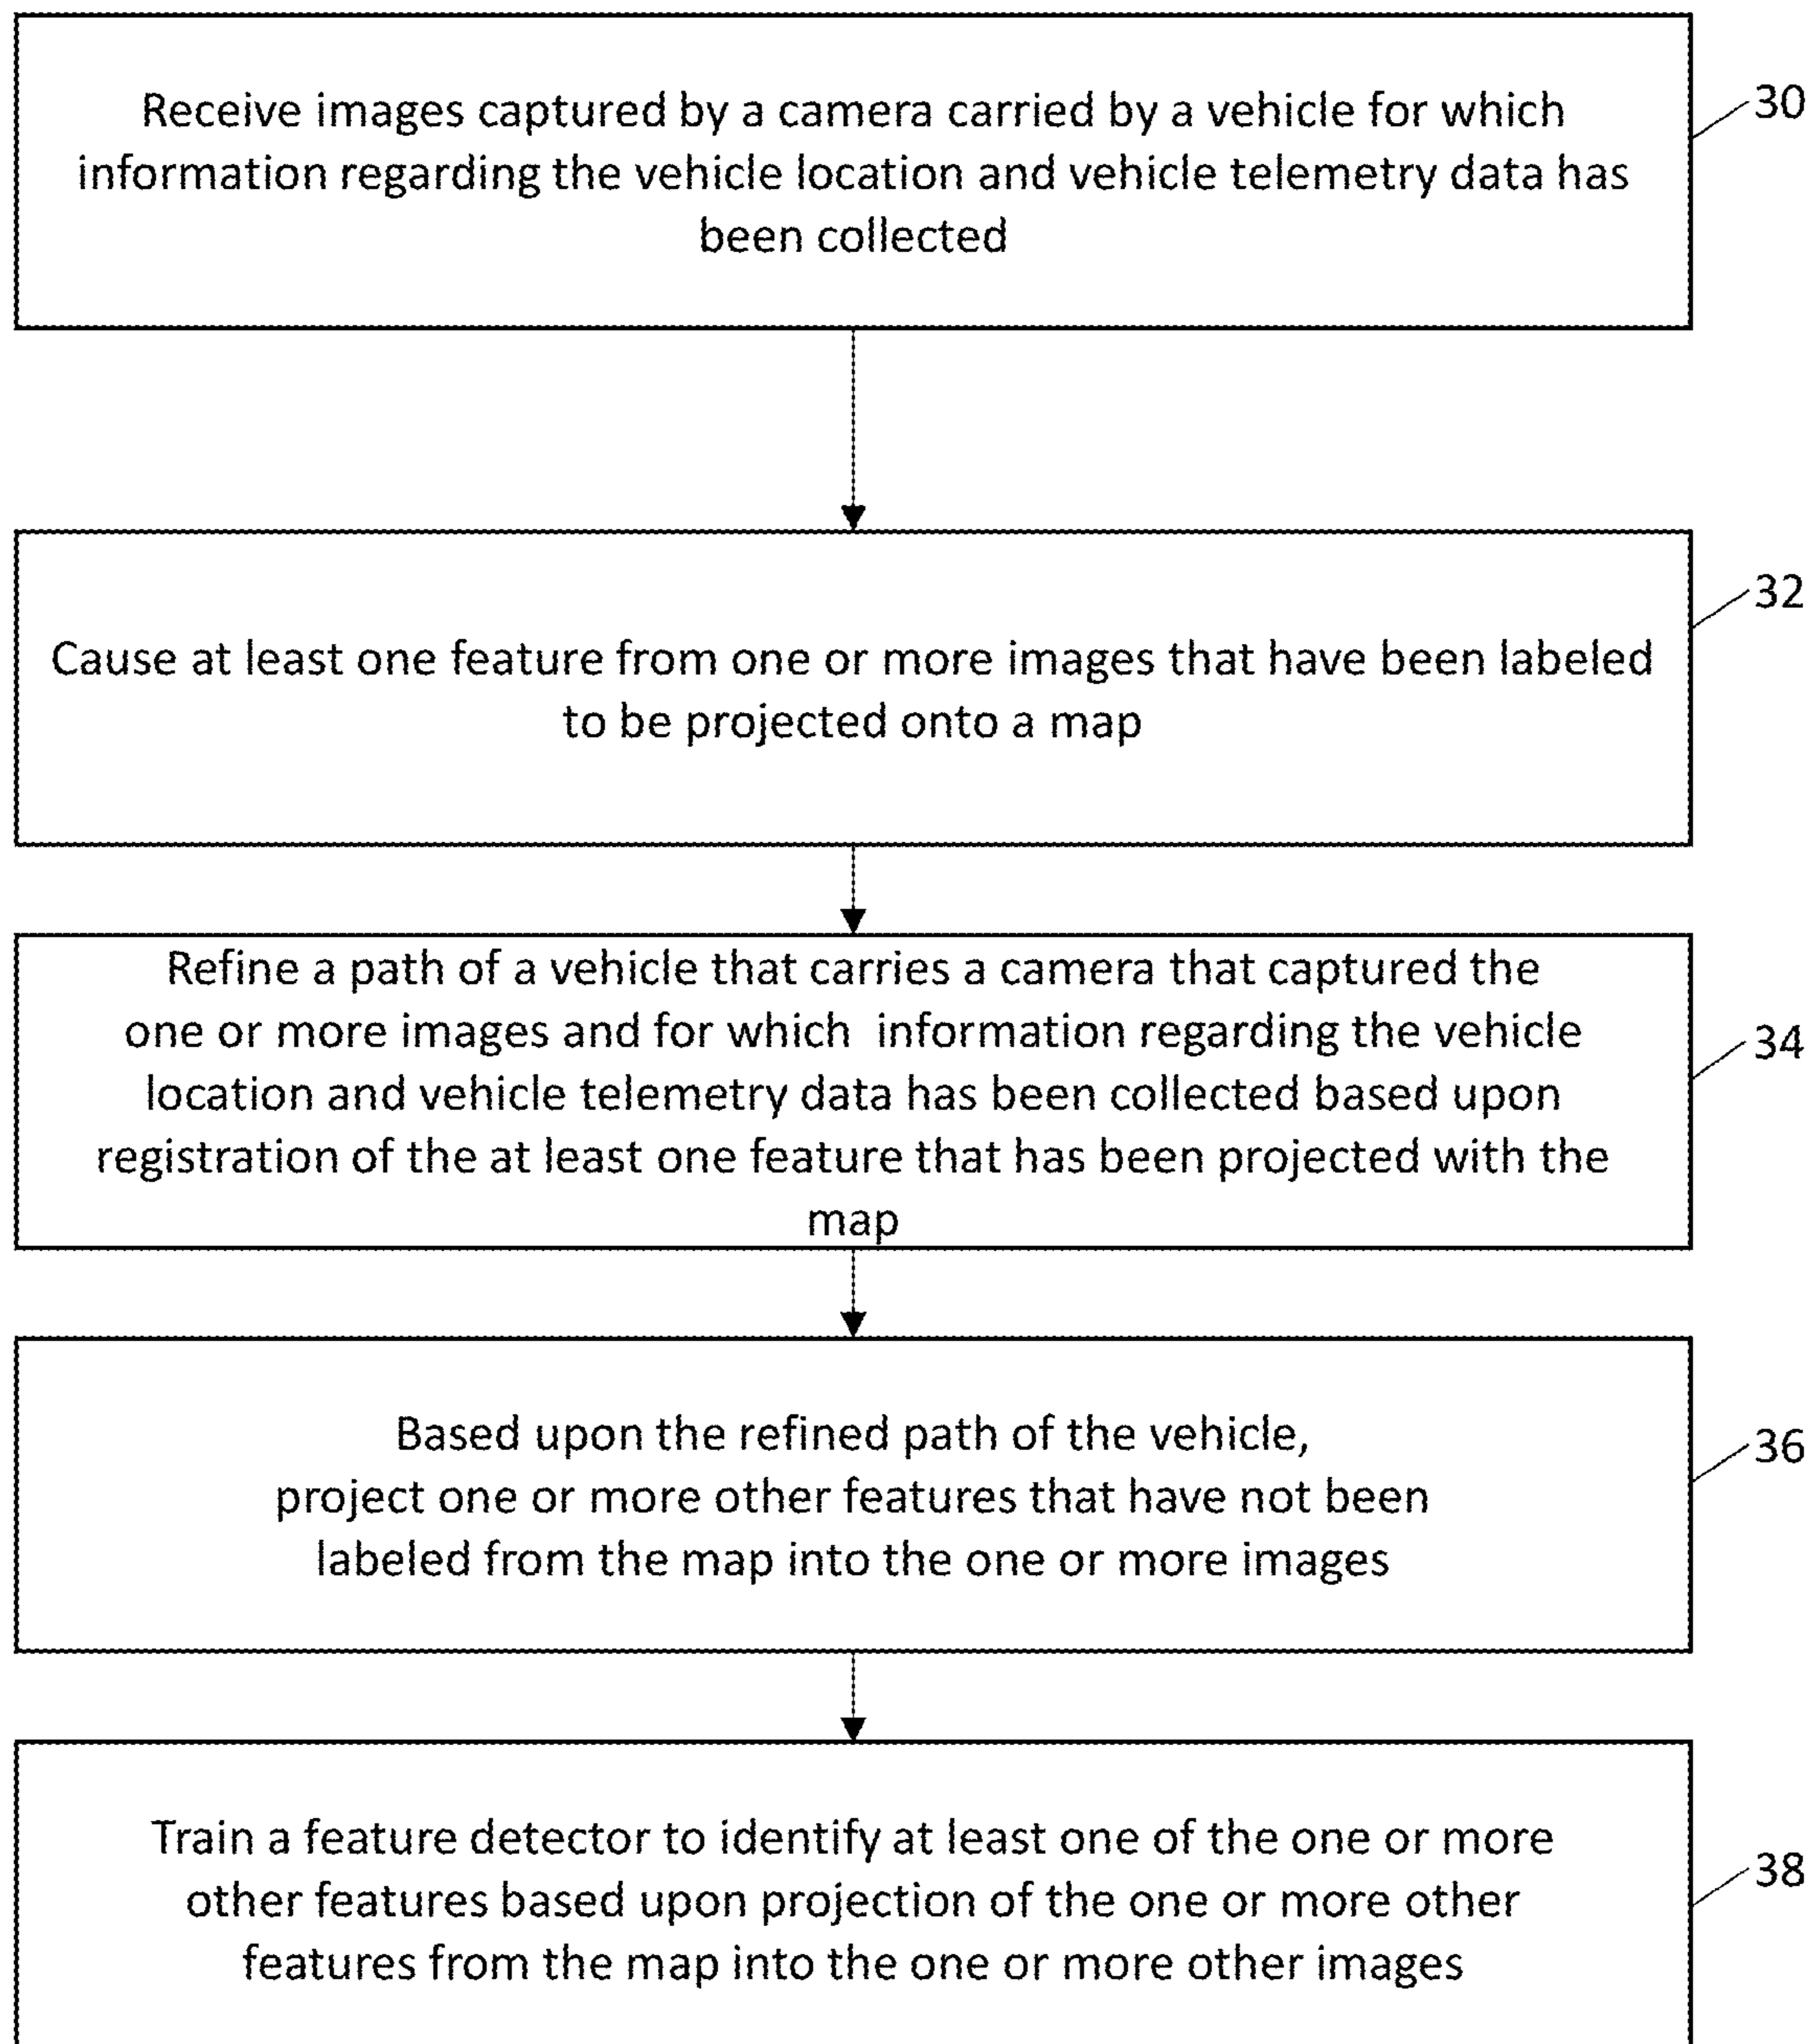 Receive images captured by a camera carried by a vehicle for which
information regarding the vehicle location and vehicle telemetry data has
been collected
30
Cause at least one feature from one or more images that have been labeled
to be projected onto a map
32
Refine a path of a vehicle that carries a camera that captured the
one or more images and for which information regarding the vehicle
location and vehicle telemetry data has been collected based upon
registration of the at least one feature that has been projected with the
map
34
Based upon the refined path of the vehicle,
project one or more other features that have not been
labeled from the map into the one or more images
36
Train a feature detector to identify at least one of the one or more
other features based upon projection of the one or more other
features from the map into the one or more other images
38